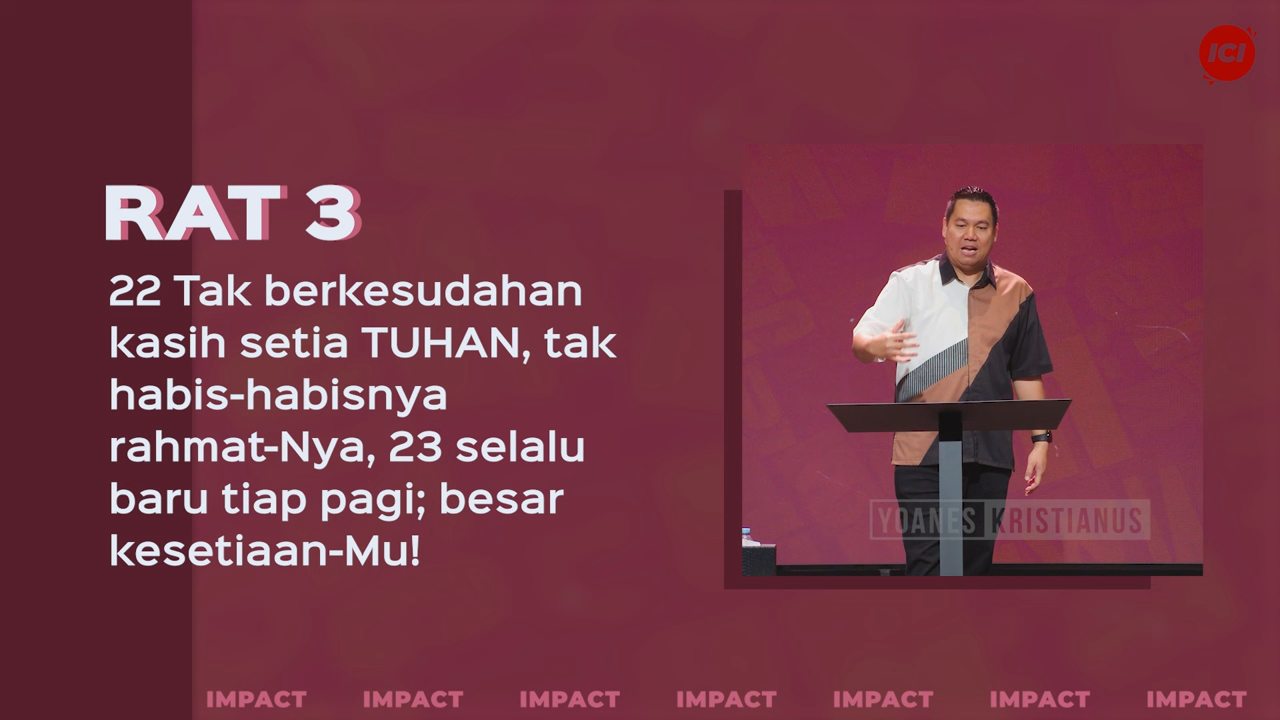 ICI
RAT 3
22 Tak berkesudahan
kasih setia TUHAN, tak
habis-habisnya
rahmat-Nya, 23 selalu
baru tiap pagi; besar
kesetiaan-Mu!
YOANES KRISTIANUS
IMPACT IMPACT IMPACT IMPACT IMPACT IMPACT IMPACT